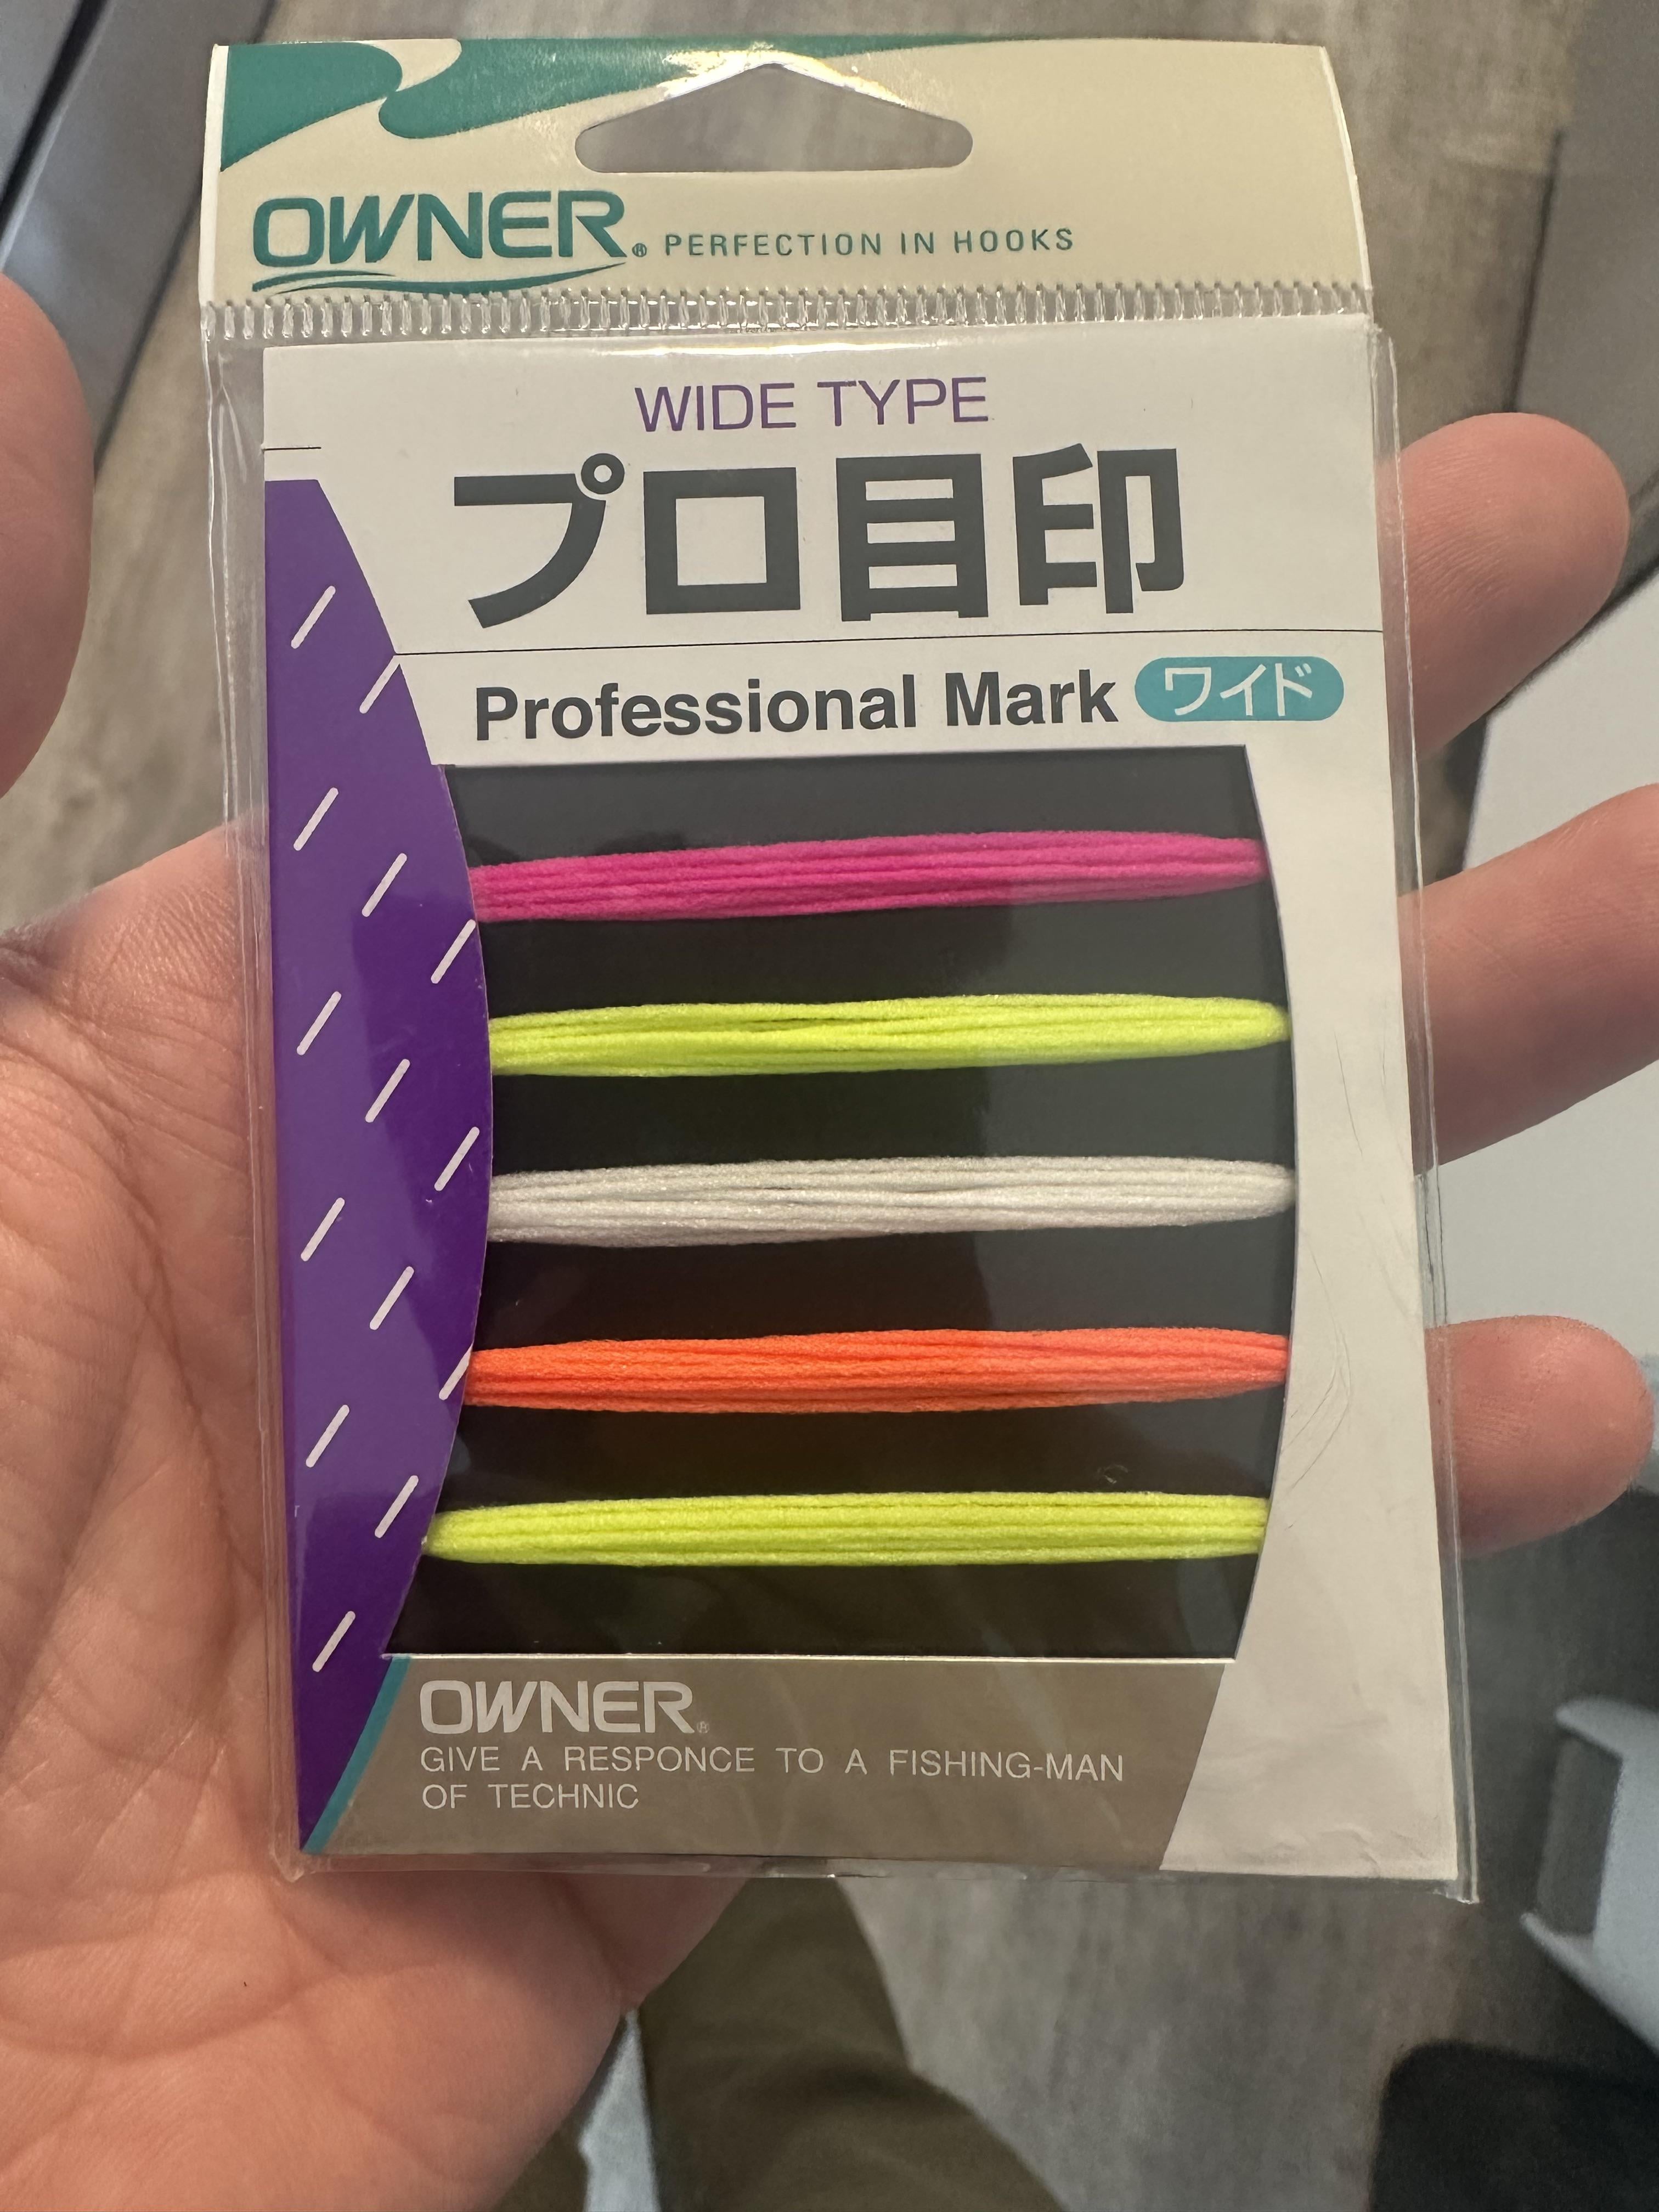 OWNER® PERFECTION IN HOOKS
WIDE TYPE
プロ目印
Professional Mark ワイド
OWNER®
GIVE A RESPONCE TO A FISHING-MAN
OF TECHNIC